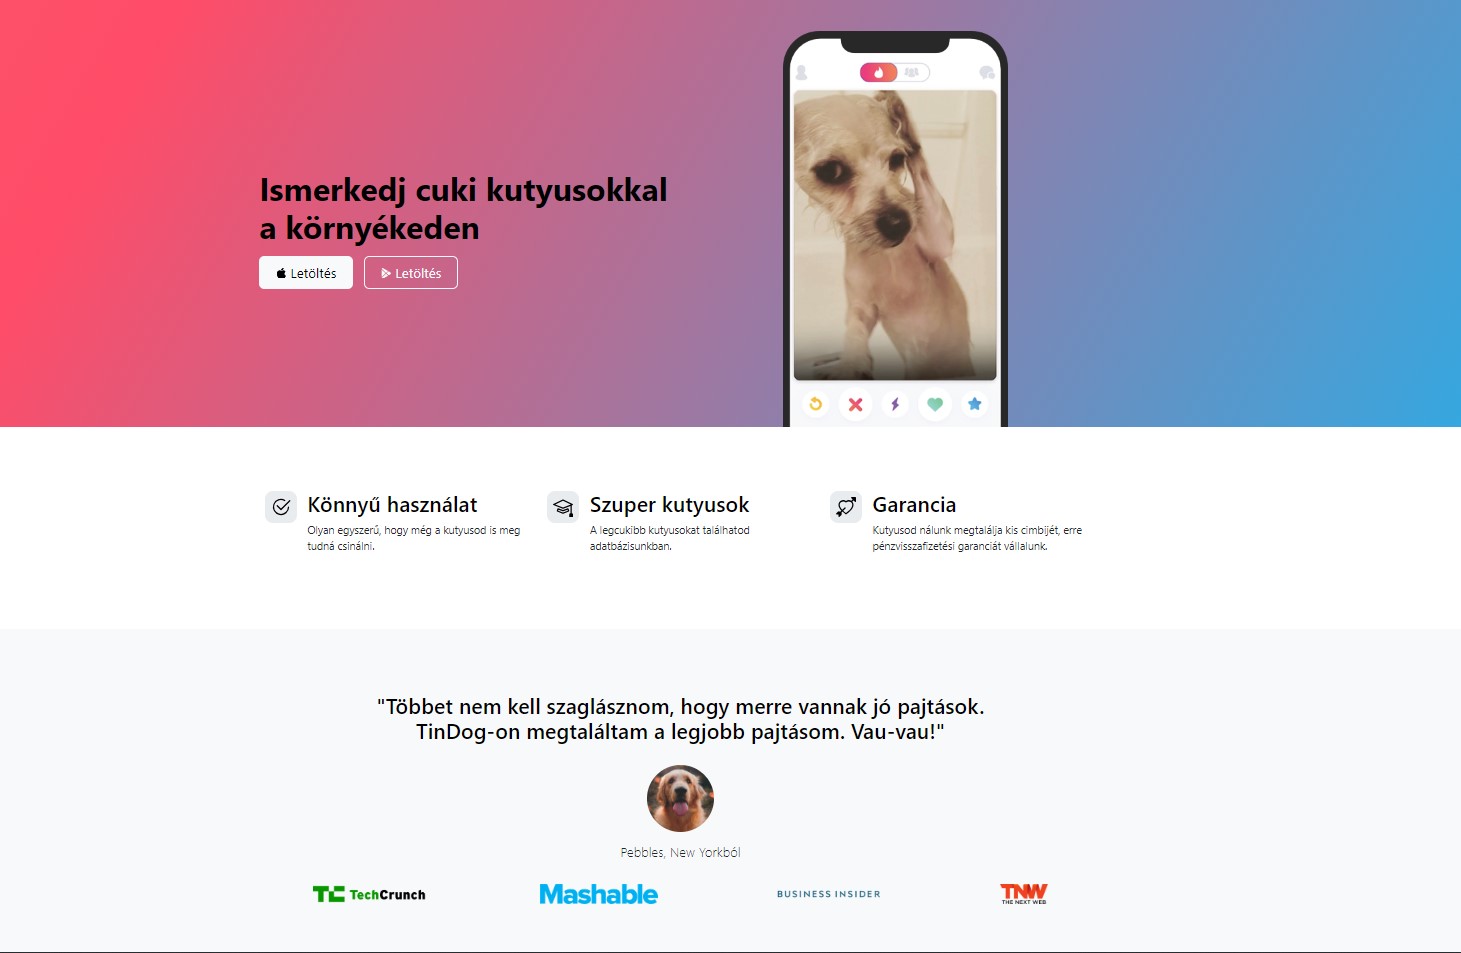 Ismerkedj cuki kutyusokkal
a környékeden
Letöltés Letöltés
Könnyű használat
Olyan egyszerű, hogy még a kutyusod is meg
tudná csinálni.
Szuper kutyusok
A legcukibb kutyusokat találhatod
adatbázisunkban.
Garancia
Kutyusod nálunk megtalálja kis cimbijét, erre
pénzvisszafizetési garanciát vállalunk.
"Többet nem kell szaglásznom, hogy merre vannak jó pajtások.
TinDog-on megtaláltam a legjobb pajtásom. Vau-vau!"
Pebbles, New Yorkból
TC TechCrunch Mashable BUSINESS INSIDER TNW
THE NEXT WEB